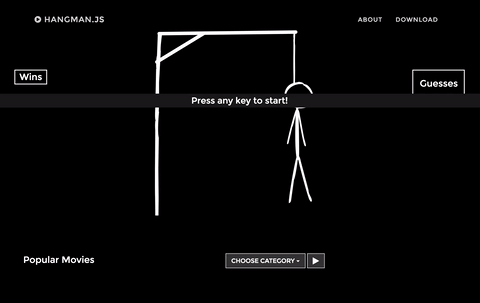 HANGMAN.JS
ABOUT
DOWNLOAD
Wins
Guesses
Press any key to start!
Popular Movies
CHOOSE CATEGORY